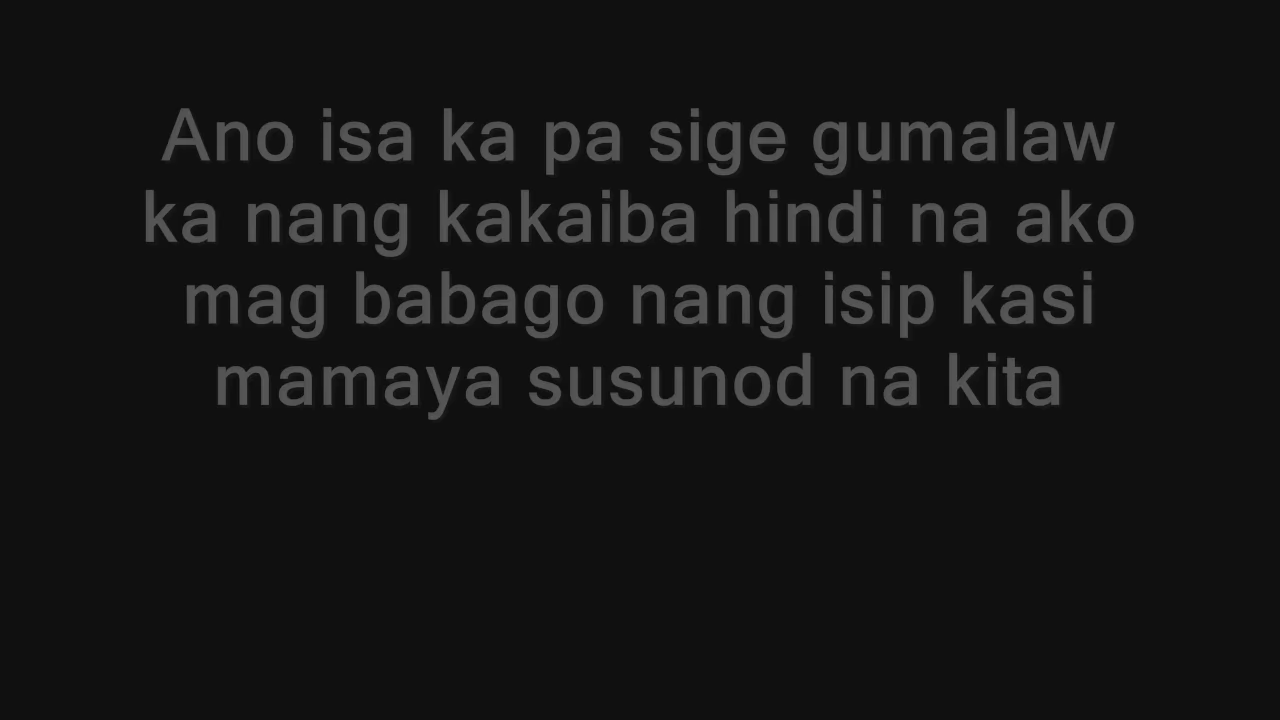 Ano isa ka pa sige gumalaw
ka nang kakaiba hindi na ako
mag babago nang isip kasi
mamaya susunod na kita